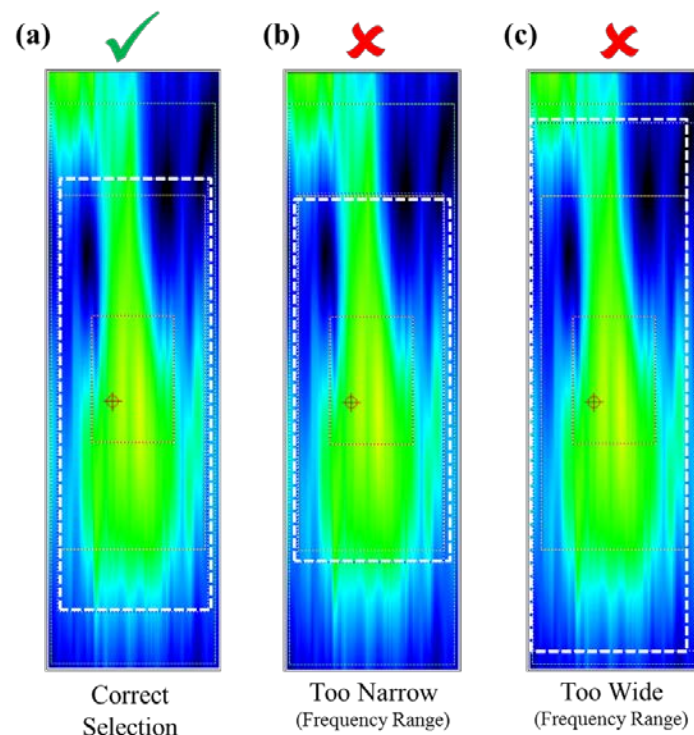 (a)
(b)
(c)
Correct
Selection
Too Narrow
(Frequency Range)
Too Wide
(Frequency Range)